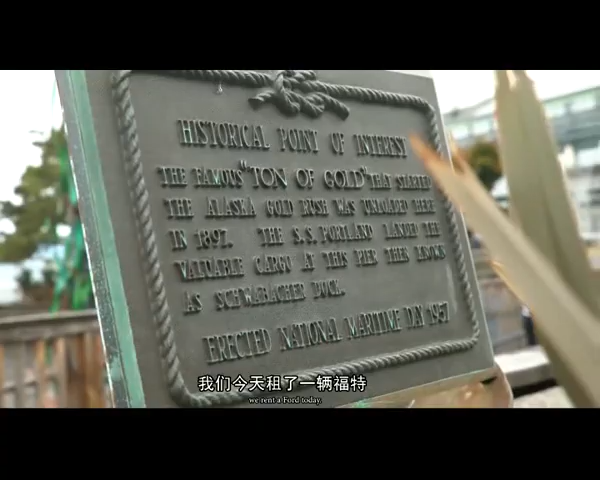 HISTORICAL POINT OF INTEREST
THE FAMOUS "TON OF GOLD" THAT STARTED
THE ALASKA GOLD RUSH WAS UNLOADED HERE
IN 1897. THE S.S. PORTLAND LANDED THE
VALUABLE CARGO AT THIS PIER THEN KNOWN
AS SCHWABACHER DOCK.
ERECTED NATIONAL MARITIME DAY 1957
我们今天租了一辆福特
we rent a Ford today.